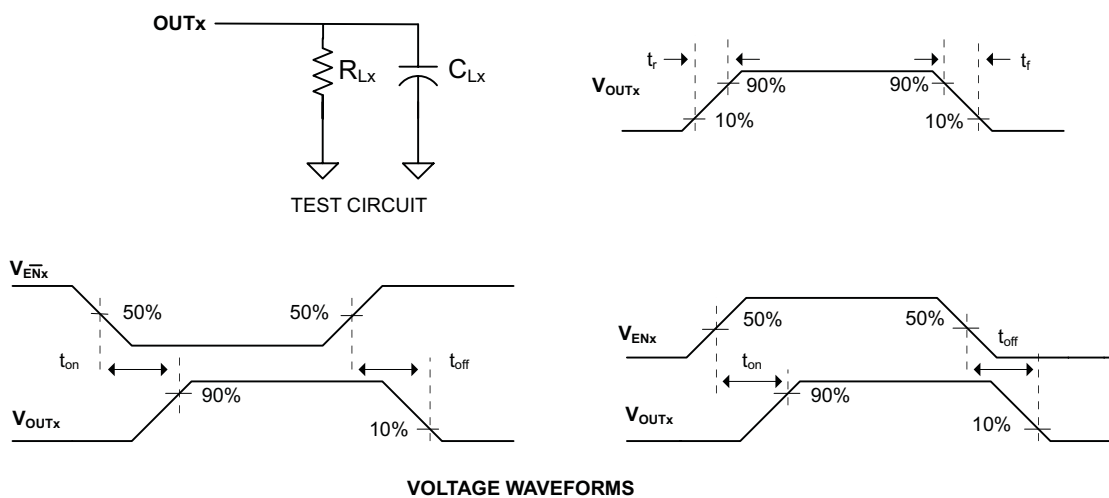 OUTx
RLx
CLx
TEST CIRCUIT
tr
tf
VOUTx
90%
90%
10%
10%
VE̅N̅x
50%
50%
ton
toff
90%
VOUTx
10%
VENx
50%
50%
toff
ton
90%
VOUTx
10%
VOLTAGE WAVEFORMS